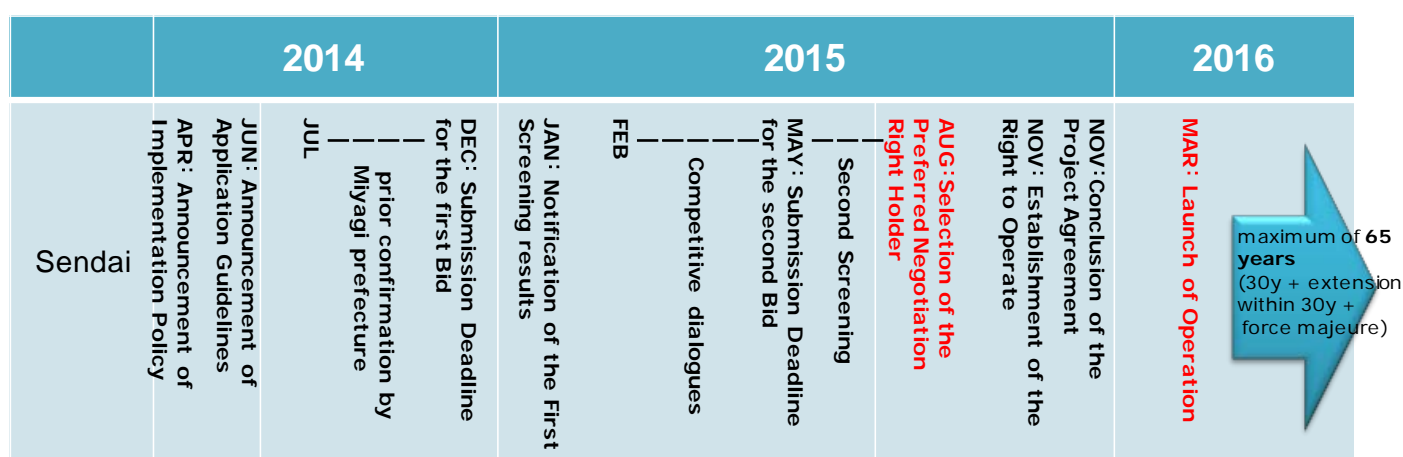 2014
2015
2016
Sendai
APR: Announcement of
Implementation Policy
JUN: Announcement of
Application Guidelines
JUL
prior confirmation by
Miyagi prefecture
DEC: Submission Deadline
for the first Bid
JAN: Notification of the First
Screening results
FEB
Competitive dialogues
MAY: Submission Deadline
for the second Bid
Second Screening
AUG:Selection of the
Preferred Negotiation
Right Holder
NOV:Conclusion of the
Project Agreement
NOV: Establishment of the
Right to Operate
MAR: Launch of Operation
maximum of 65
years
(30y + extension
within 30y +
force majeure)